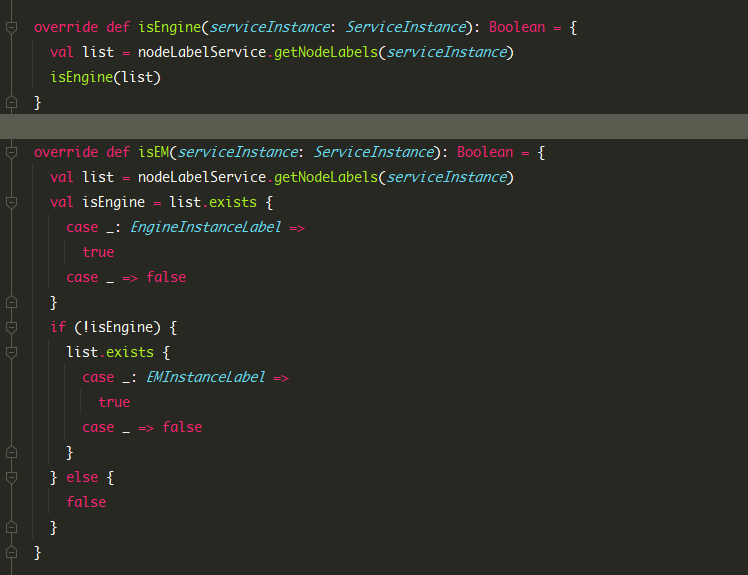 override def isEngine(serviceInstance: ServiceInstance): Boolean = {
  val list = nodeLabelService.getNodeLabels(serviceInstance)
  isEngine(list)
}
override def isEM(serviceInstance: ServiceInstance): Boolean = {
  val list = nodeLabelService.getNodeLabels(serviceInstance)
  val isEngine = list.exists {
    case _: EngineInstanceLabel =>
      true
    case _ => false
  }
  if (!isEngine) {
    list.exists {
      case _: EMInstanceLabel =>
        true
      case _ => false
    }
  } else {
    false
  }
}